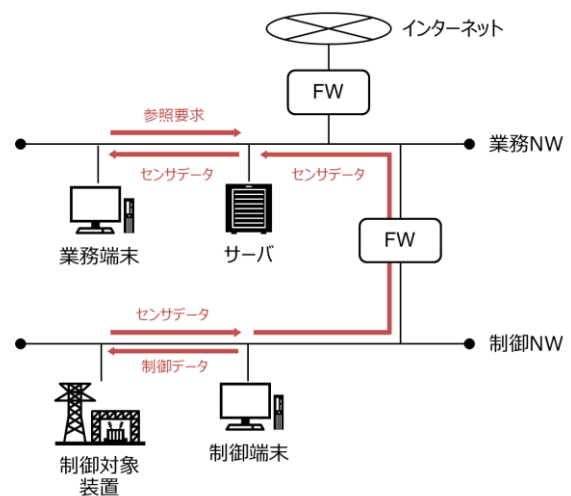 インターネット
FW
参照要求
業務NW
センサデータ
センサデータ
業務端末
サーバ
FW
センサデータ
制御NW
制御データ
制御対象
装置
制御端末